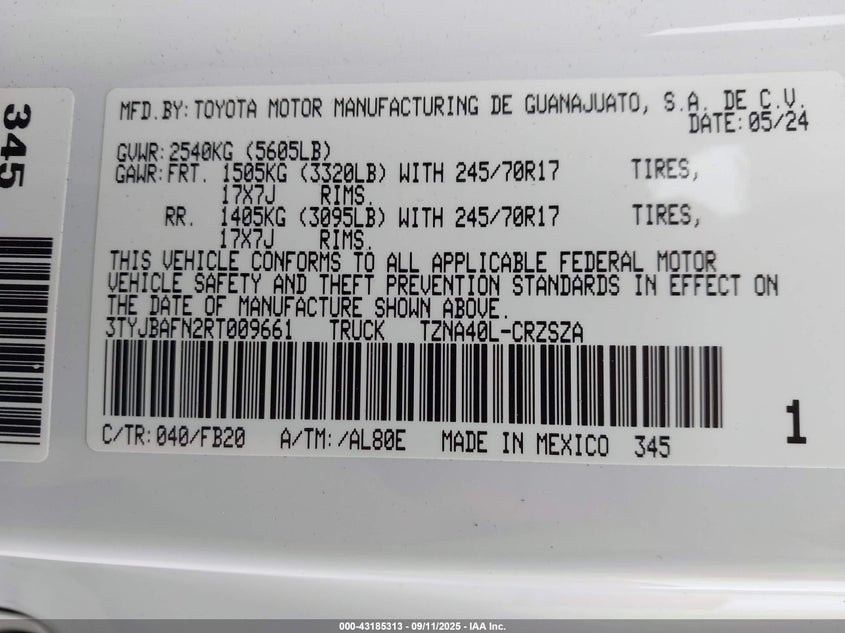 345
MFD.BY:TOYOTA MOTOR MANUFACTURING DE GUANAJUATO, S.A. DE C.V.
DATE:05/24
GVWR:2540KG (5605LB)
GAWR:FRT. 1505KG (3320LB) WITH 245/70R17 TIRES,
17X7J RIMS.
RR. 1405KG (3095LB) WITH 245/70R17 TIRES,
17X7J RIMS.
THIS VEHICLE CONFORMS TO ALL APPLICABLE FEDERAL MOTOR
VEHICLE SAFETY AND THEFT PREVENTION STANDARDS IN EFFECT ON
THE DATE OF MANUFACTURE SHOWN ABOVE.
3TYJBAFN2RT009661 TRUCK TZNA40L-CRZSZA
C/TR:040/FB20 A/TM:/AL80E MADE IN MEXICO 345
1
000-43185313 - 09/11/2025 - IAA Inc.